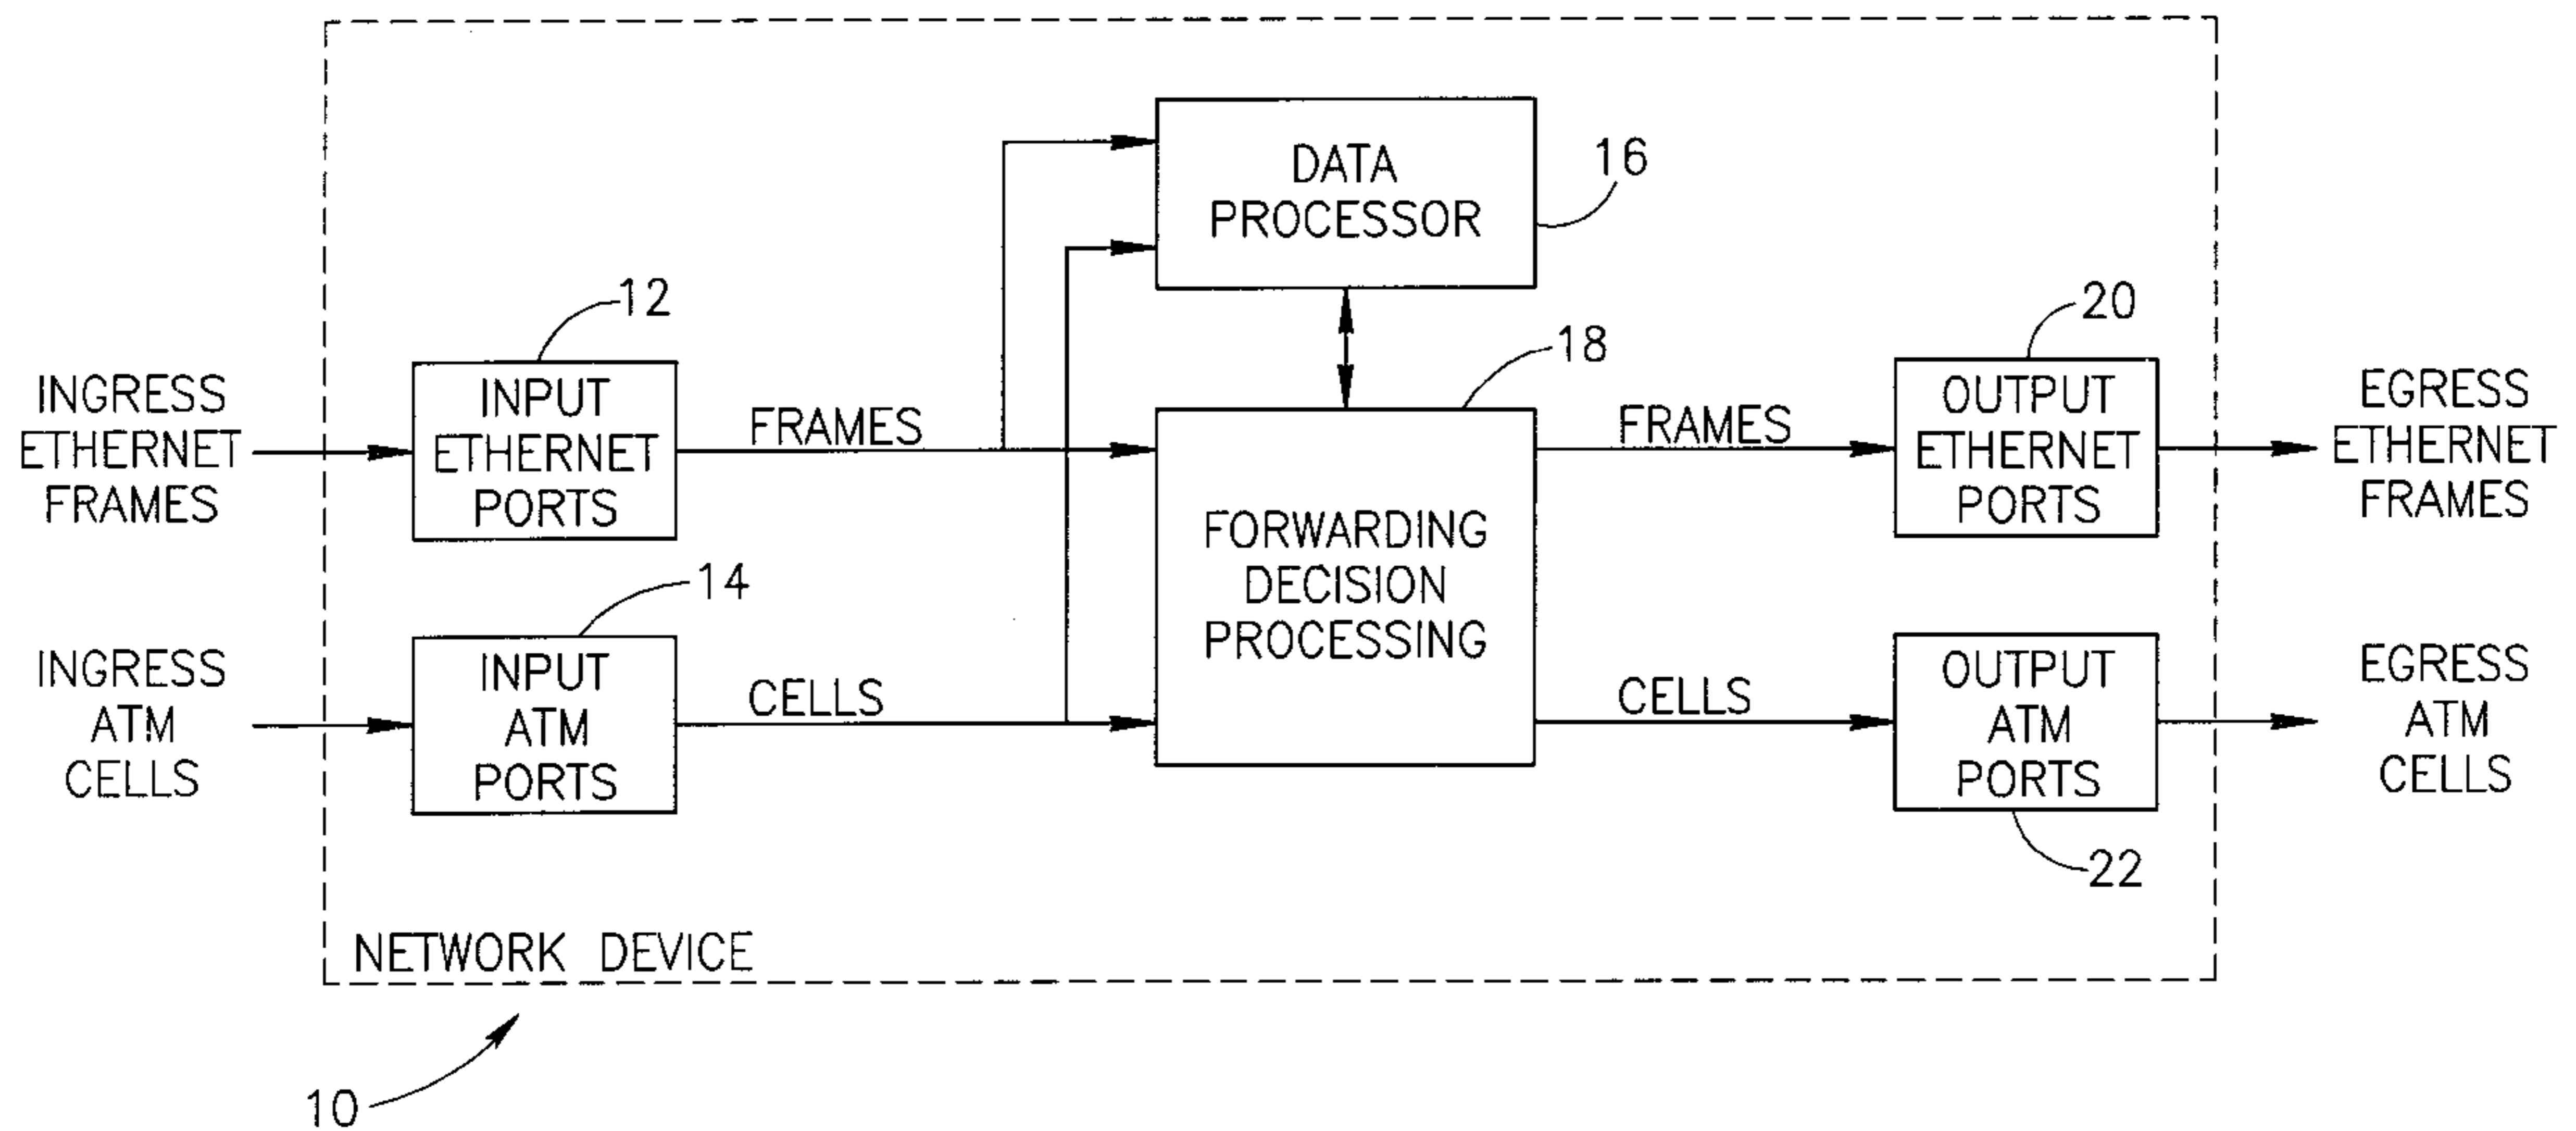 DATA
PROCESSOR
16
12
20
18
INGRESS
ETHERNET
FRAMES
INPUT
ETHERNET
PORTS
FRAMES
FRAMES
OUTPUT
ETHERNET
PORTS
EGRESS
ETHERNET
FRAMES
FORWARDING
DECISION
PROCESSING
14
INGRESS
ATM
CELLS
INPUT
ATM
PORTS
CELLS
CELLS
OUTPUT
ATM
PORTS
EGRESS
ATM
CELLS
22
NETWORK DEVICE
10